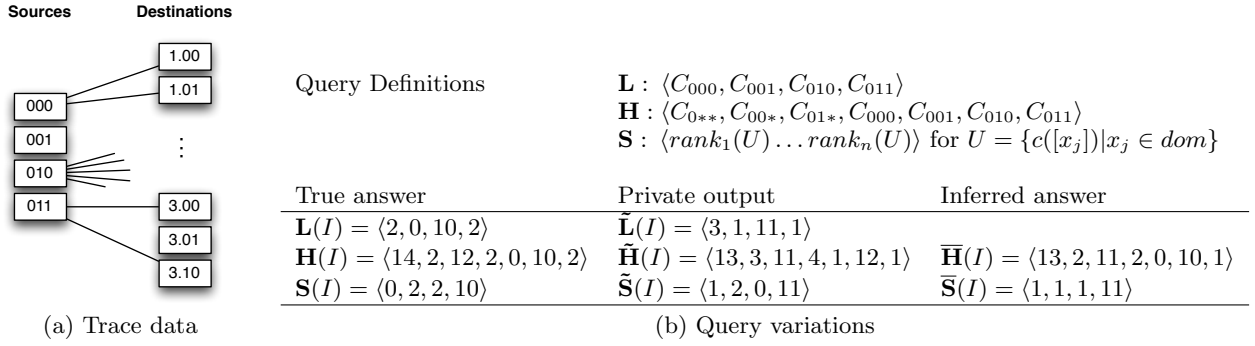 Sources Destinations
000
001
010
011
1.00
1.01
⋮
3.00
3.01
3.10
(a) Trace data
Query Definitions L : ⟨C₀₀₀, C₀₀₁, C₀₁₀, C₀₁₁⟩
H : ⟨C₀**, C₀₀*, C₀₁*, C₀₀₀, C₀₀₁, C₀₁₀, C₀₁₁⟩
S : ⟨rank₁(U) . . . rankₙ(U)⟩ for U = {c([xⱼ])|xⱼ ∈ dom}
True answer Private output Inferred answer
L(I) = ⟨2, 0, 10, 2⟩ L̃(I) = ⟨3, 1, 11, 1⟩
H(I) = ⟨14, 2, 12, 2, 0, 10, 2⟩ H̃(I) = ⟨13, 3, 11, 4, 1, 12, 1⟩ H̅(I) = ⟨13, 2, 11, 2, 0, 10, 1⟩
S(I) = ⟨0, 2, 2, 10⟩ S̃(I) = ⟨1, 2, 0, 11⟩ S̅(I) = ⟨1, 1, 1, 11⟩
(b) Query variations